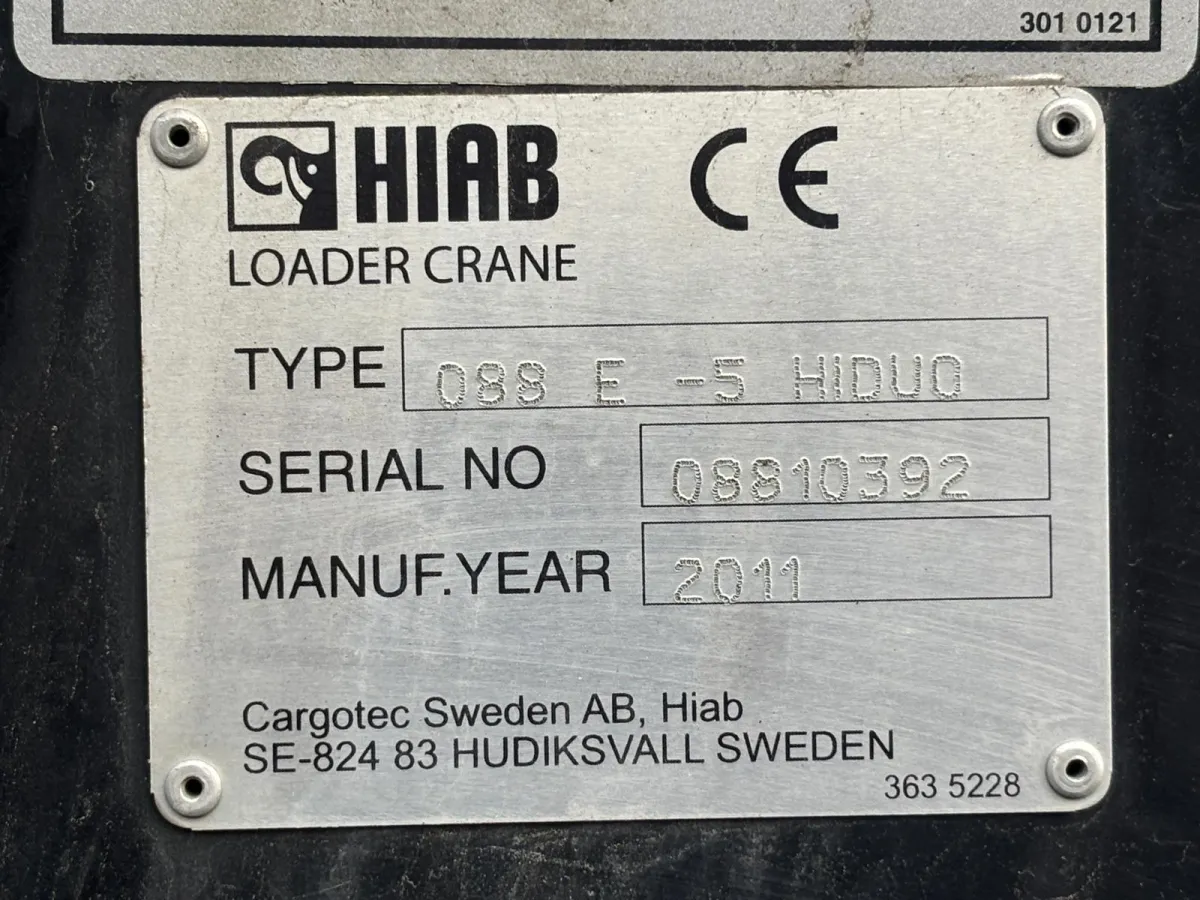 301 0121
HIAB CE
LOADER CRANE
TYPE 088 E -5 HIDUO
SERIAL NO 08810392
MANUF.YEAR 2011
Cargotec Sweden AB, Hiab
SE-824 83 HUDIKSVALL SWEDEN
363 5228